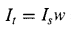 I_t = I_s w